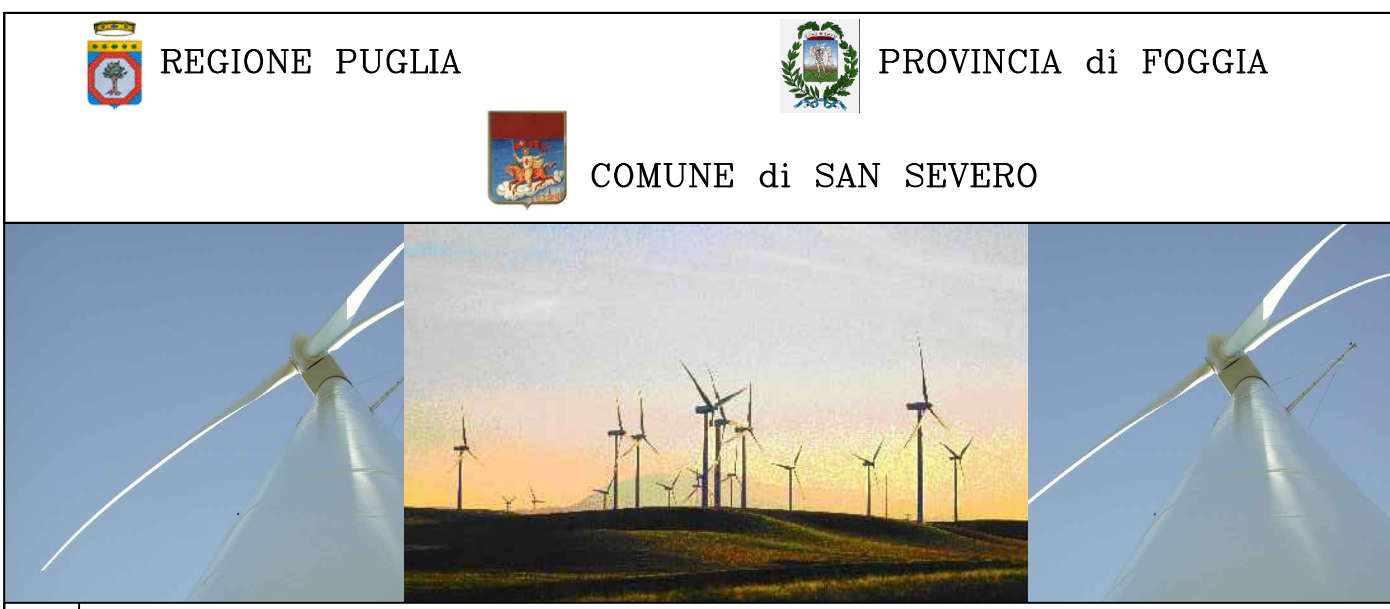 REGIONE PUGLIA
PROVINCIA di FOGGIA
COMUNE di SAN SEVERO